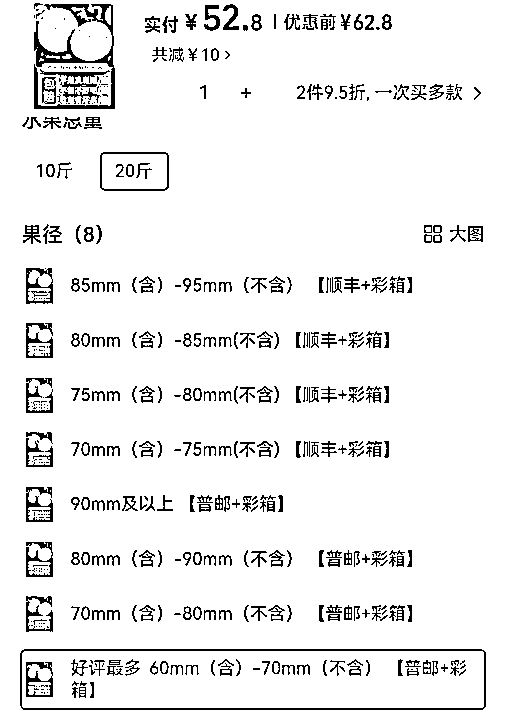 实付 ¥52.8 优惠前¥62.8
共减¥10>
1 + 2件9.5折, 一次买多款 >
水果总重
10斤 20斤
果径（8） 大图
85mm（含）-95mm（不含）【顺丰+彩箱】
80mm（含）-85mm(不含)【顺丰+彩箱】
75mm（含）-80mm(不含)【顺丰+彩箱】
70mm（含）-75mm(不含)【顺丰+彩箱】
90mm及以上 【普邮+彩箱】
80mm（含）-90mm（不含）【普邮+彩箱】
70mm（含）-80mm（不含）【普邮+彩箱】
好评最多 60mm（含）-70mm（不含）【普邮+彩
箱】